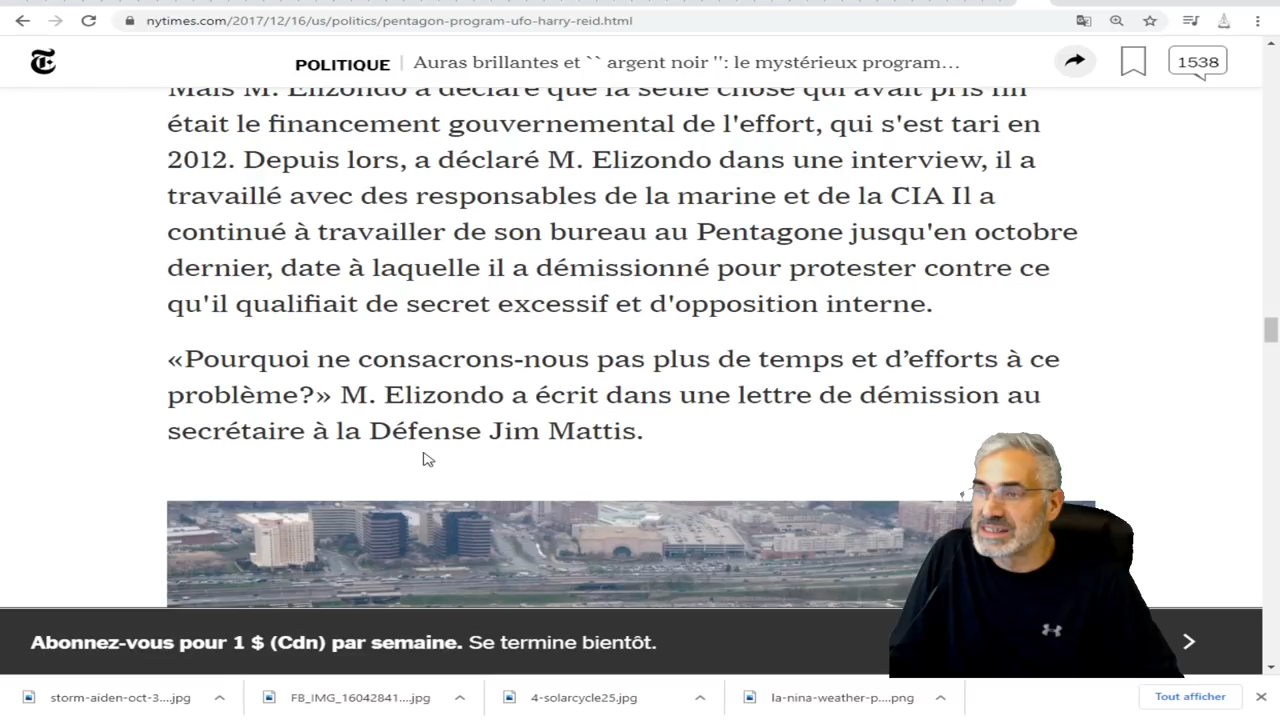 nytimes.com/2017/12/16/us/politics/pentagon-program-ufo-harry-reid.html
POLITIQUE | Auras brillantes et `` argent noir '': le mystérieux program…
1538
Mais M. Elizondo a déclaré que la seule chose qui avait pris fin
était le financement gouvernemental de l'effort, qui s'est tari en
2012. Depuis lors, a déclaré M. Elizondo dans une interview, il a
travaillé avec des responsables de la marine et de la CIA Il a
continué à travailler de son bureau au Pentagone jusqu'en octobre
dernier, date à laquelle il a démissionné pour protester contre ce
qu'il qualifiait de secret excessif et d'opposition interne.
«Pourquoi ne consacrons-nous pas plus de temps et d’efforts à ce
problème?» M. Elizondo a écrit dans une lettre de démission au
secrétaire à la Défense Jim Mattis.
Abonnez-vous pour 1 $ (Cdn) par semaine. Se termine bientôt.
storm-aiden-oct-3....jpg
FB_IMG_16042841....jpg
4-solarcycle25.jpg
la-nina-weather-p....png
Tout afficher